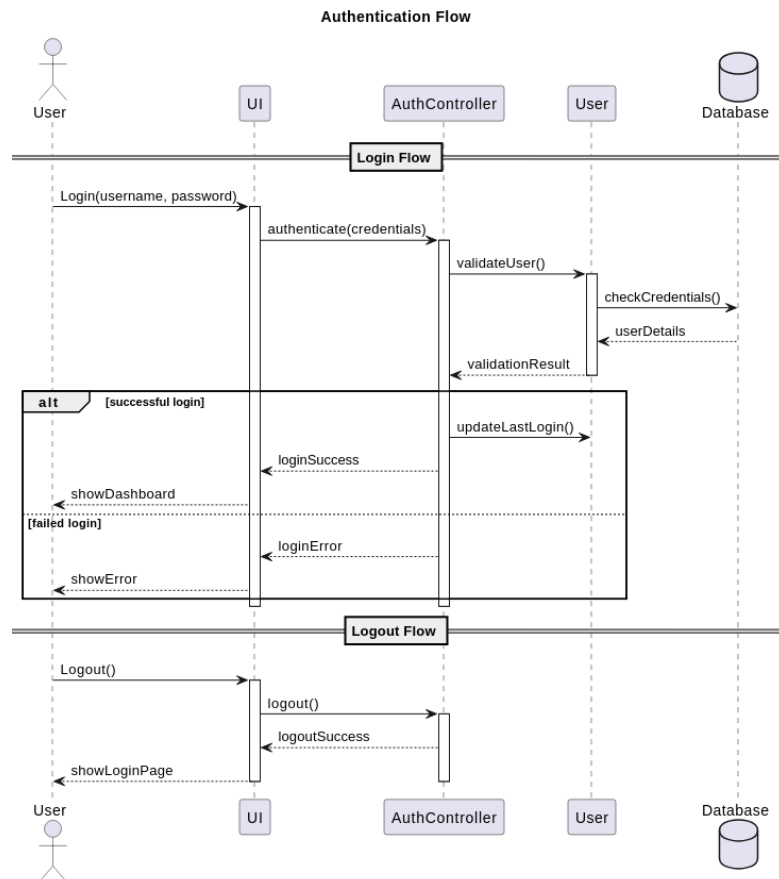 Authentication Flow
User
UI
AuthController
User
Database
Login Flow
Login(username, password)
authenticate(credentials)
validateUser()
checkCredentials()
userDetails
validationResult
alt
[successful login]
updateLastLogin()
loginSuccess
showDashboard
[failed login]
loginError
showError
Logout Flow
Logout()
logout()
logoutSuccess
showLoginPage
User
UI
AuthController
User
Database